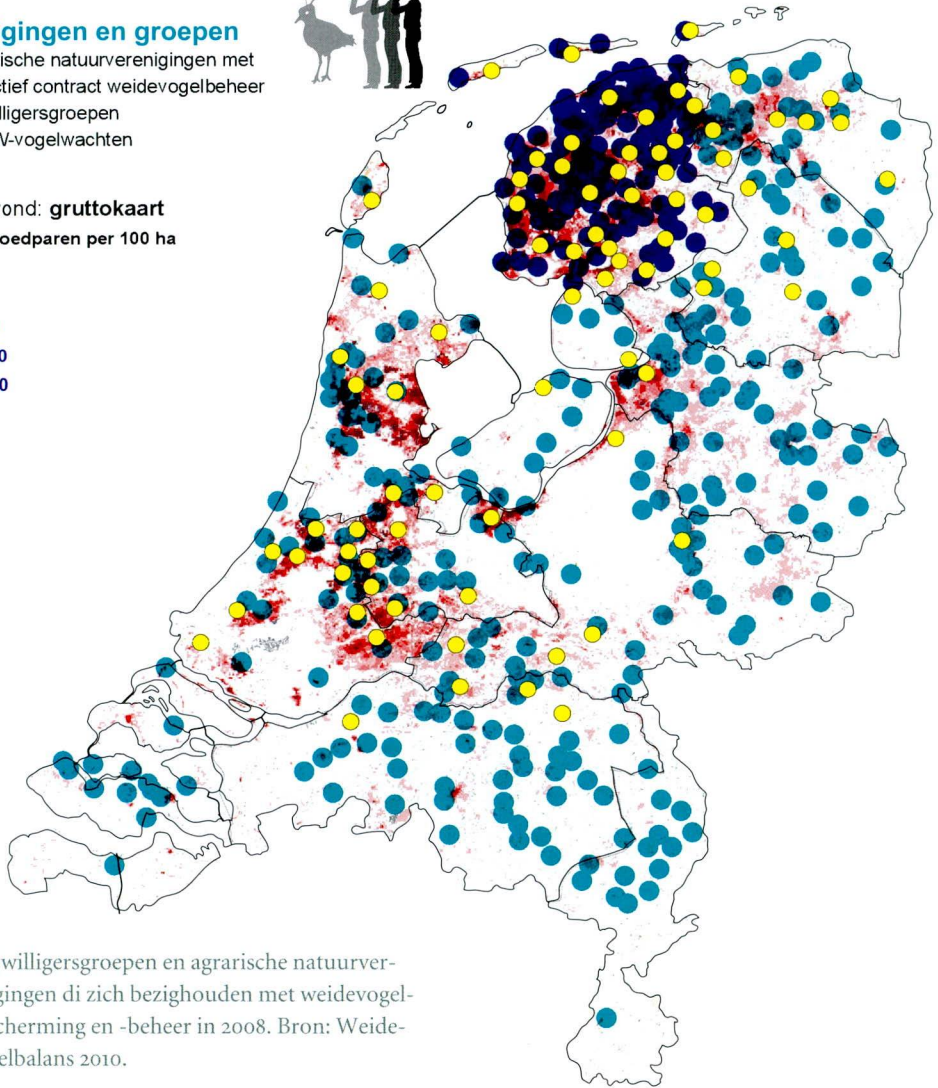 gingen en groepen
ische natuurverenigingen met
ctief contract weidevogelbeheer
lligersgroepen
V-vogelwachten
ond: gruttokaart
oedparen per 100 ha
0
0
willigersgroepen en agrarische natuurver-
gingen di zich bezighouden met weidevogel-
cherming en -beheer in 2008. Bron: Weide-
elbalans 2010.